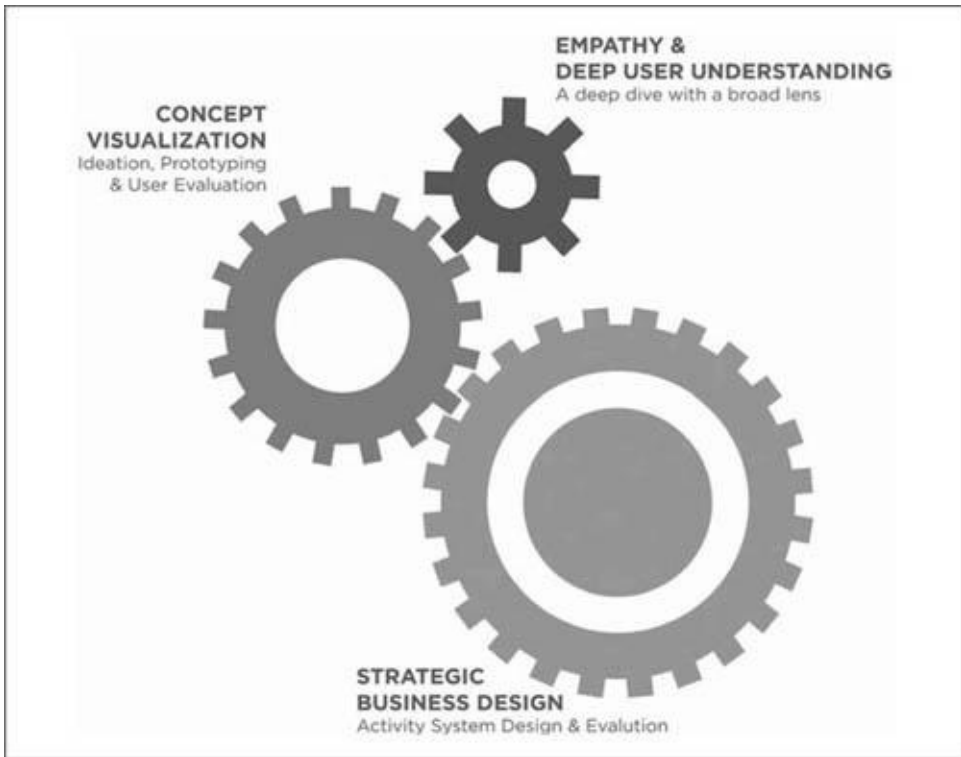 EMPATHY &
DEEP USER UNDERSTANDING
A deep dive with a broad lens
CONCEPT
VISUALIZATION
Ideation, Prototyping
& User Evaluation
STRATEGIC
BUSINESS DESIGN
Activity System Design & Evalution